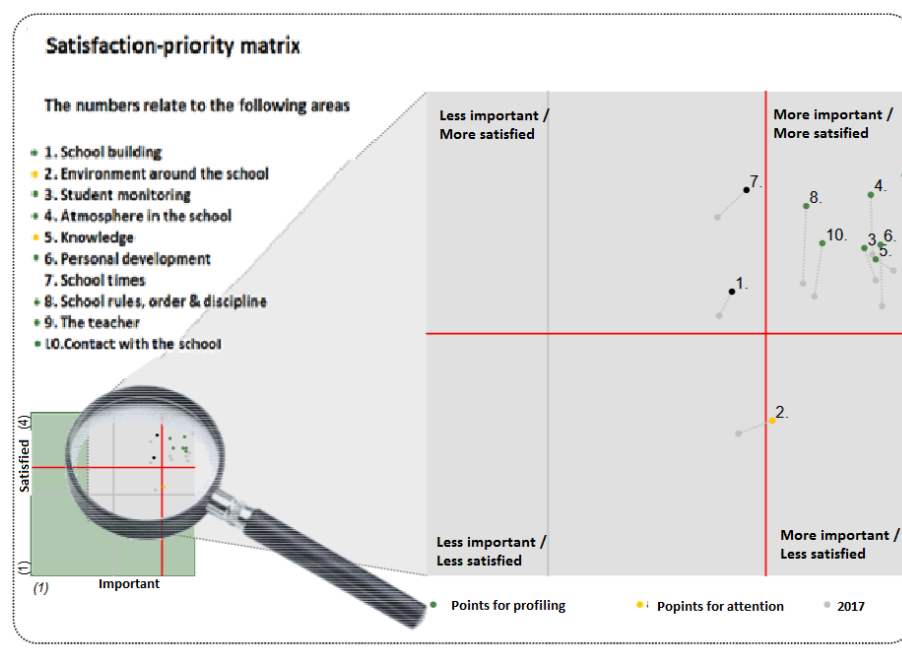 Satisfaction-priority matrix
The numbers relate to the following areas
1. School building
2. Environment around the school
3. Student monitoring
4. Atmosphere in the school
5. Knowledge
6. Personal development
7. School times
8. School rules, order & discipline
9. The teacher
10.Contact with the school
(4)
Satisfied
(1)
(1)
Important
Less important /
More satisfied
More important /
More satsified
7.
8.
4.
10.
3.
6.
5.
1.
2.
Less important /
Less satisfied
More important /
Less satisfied
Points for profiling
Popints for attention
2017